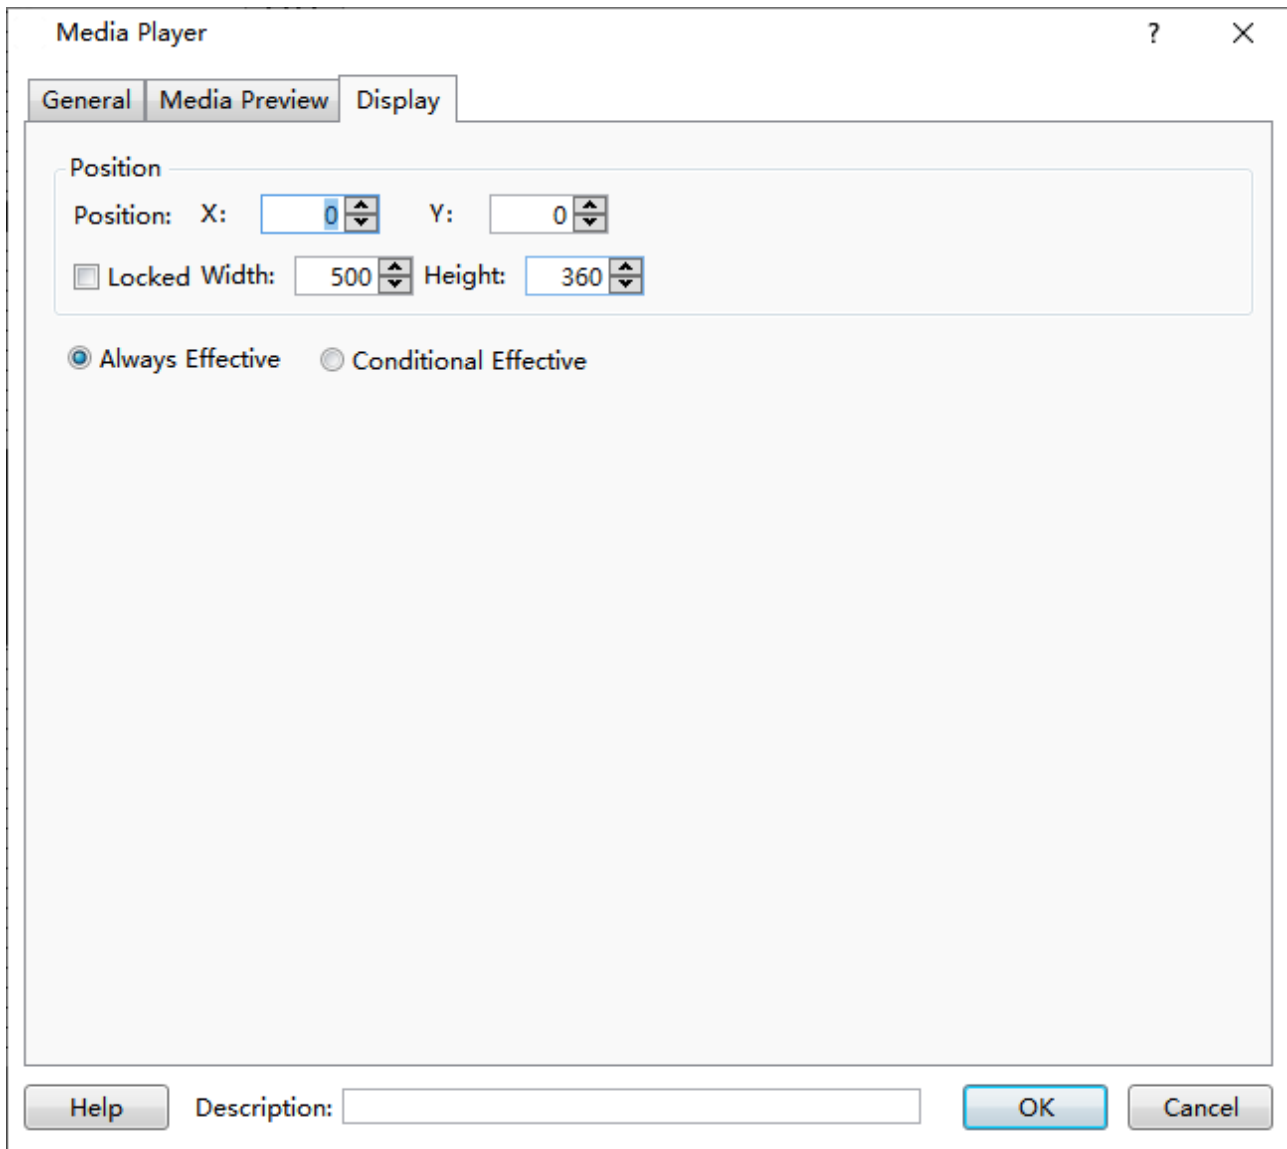 Media Player ?
General Media Preview Display
Position
Position: X: 0 Y: 0
Locked Width: 500 Height: 360
Always Effective Conditional Effective
Help Description: OK Cancel